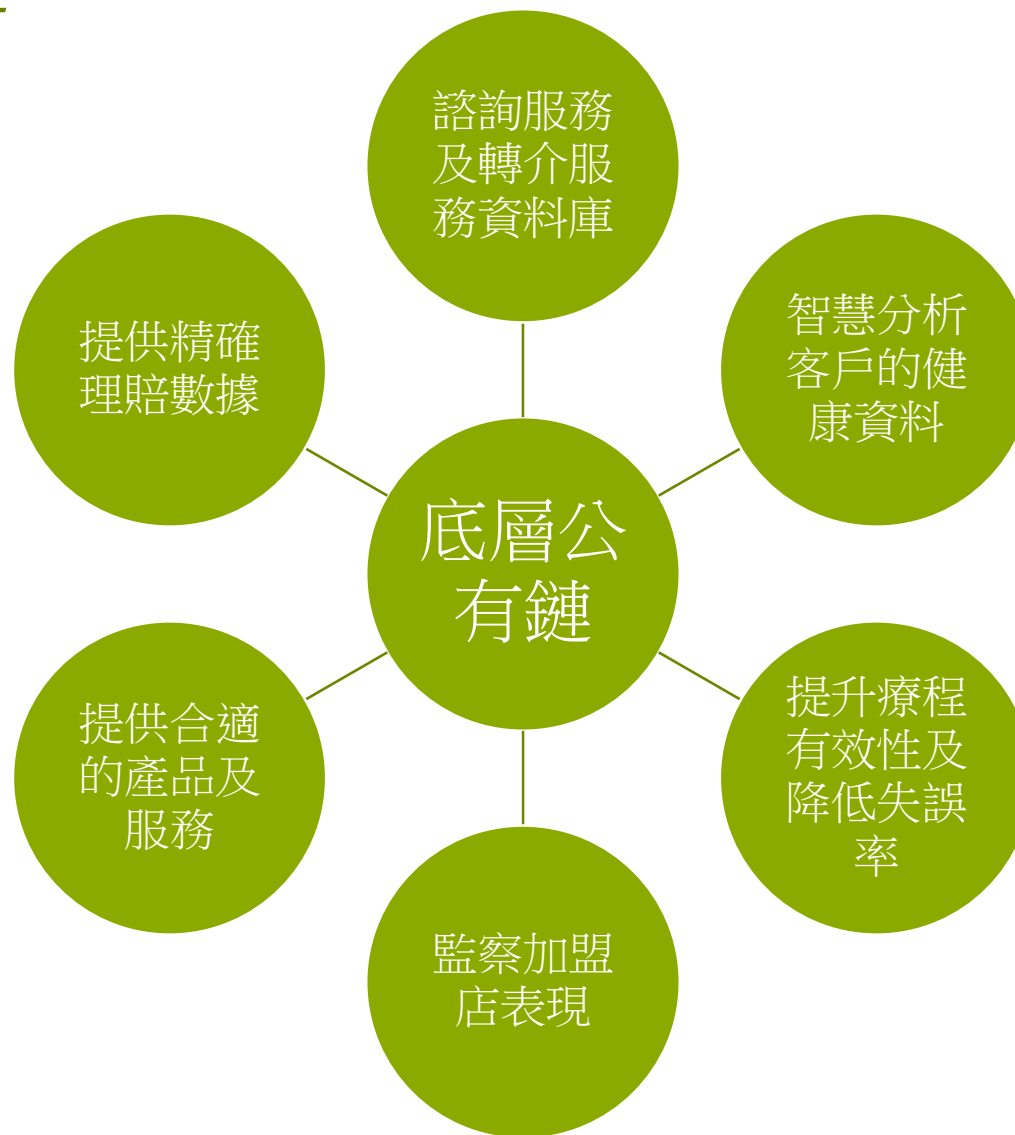 諮詢服務
及轉介服
務資料庫
智慧分析
客戶的健
康資料
提升療程
有效性及
降低失誤
率
監察加盟
店表現
提供合適
的產品及
服務
提供精確
理賠數據
底層公
有鏈